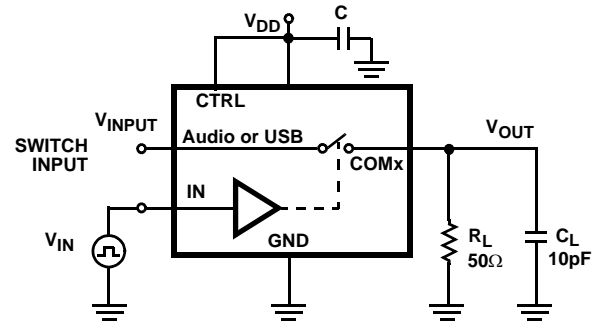 VDD
C
CTRL
VINPUT
SWITCH
INPUT
Audio or USB
COMx
VOUT
IN
VIN
GND
RL
50Ω
CL
10pF